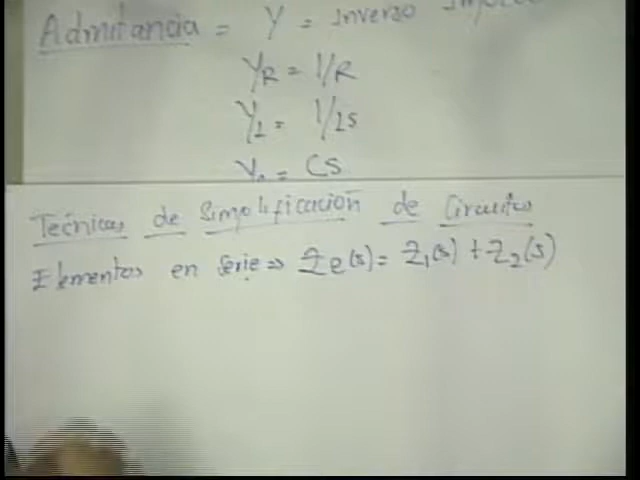 Admitancia = Y = inverso
YR = 1/R
YL = 1/Ls
= Cs
Técnicas de Simplificación de Circuitos
Elementos en serie => Ze(s) = Z1(s) + Z2(s)